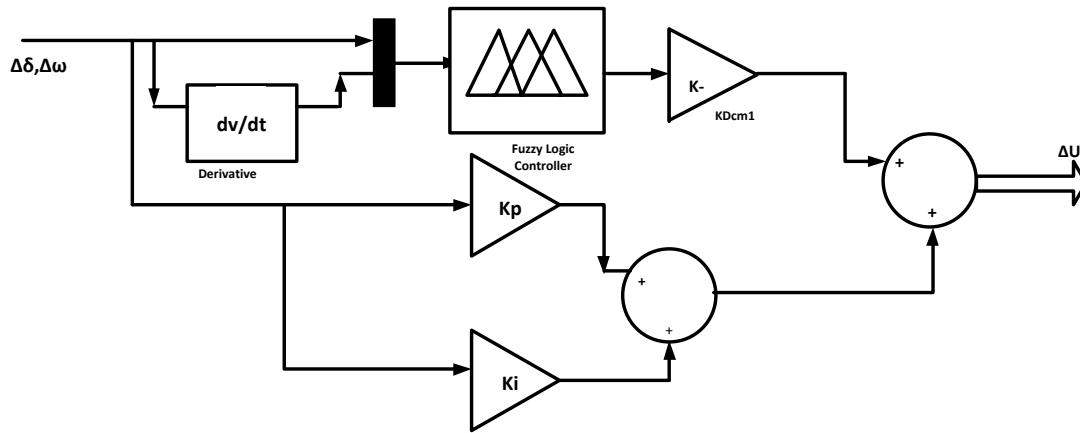 Δδ,Δω
dv/dt
Derivative
Fuzzy Logic
Controller
K-
KDcm1
+
+
ΔU
Kp
+
+
Ki